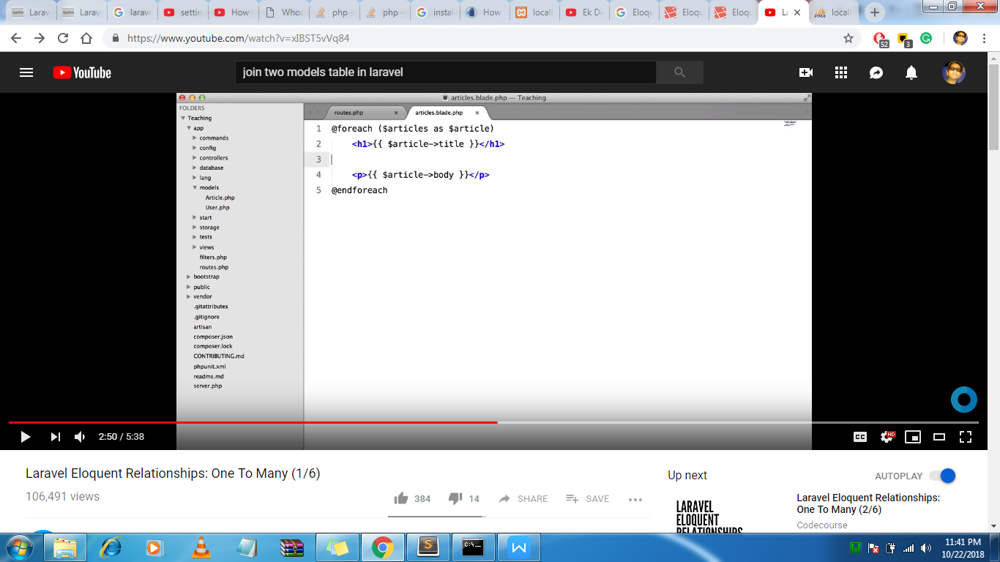 Larav
Larav
larave
settin
How t
Whoo
php -
php -
instal
How
locall
Ek Di
Eloqu
Eloqu
Eloqu
La
PMA
locall
https://www.youtube.com/watch?v=xIBST5vVq84
52
3
YouTube
join two models table in laravel
articles.blade.php — Teaching
FOLDERS
Teaching
app
commands
config
controllers
database
lang
models
Article.php
User.php
start
storage
tests
views
filters.php
routes.php
bootstrap
public
vendor
.gitattributes
.gitignore
artisan
composer.json
composer.lock
CONTRIBUTING.md
phpunit.xml
readme.md
server.php
routes.php
articles.blade.php
1 @foreach ($articles as $article)
2 <h1>{{ $article->title }}</h1>
3
4 <p>{{ $article->body }}</p>
5 @endforeach
2:50 / 5:38
CC
HD
Laravel Eloquent Relationships: One To Many (1/6)
106,491 views
384
14
SHARE
SAVE
Up next
AUTOPLAY
LARAVEL
ELOQUENT
RELATIONSHIPS
Laravel Eloquent Relationships:
One To Many (2/6)
Codecourse
11:41 PM
10/22/2018